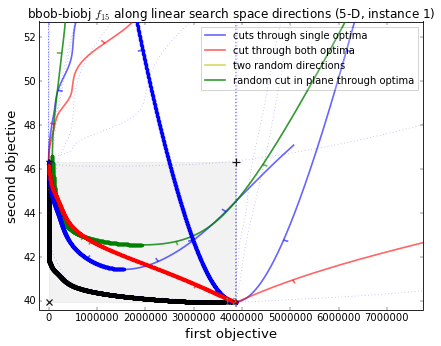 bbob-biobj f15 along linear search space directions (5-D, instance 1)
cuts through single optima
cut through both optima
two random directions
random cut in plane through optima
second objective
52
50
48
46
44
42
40
0 1000000 2000000 3000000 4000000 5000000 6000000 7000000
first objective